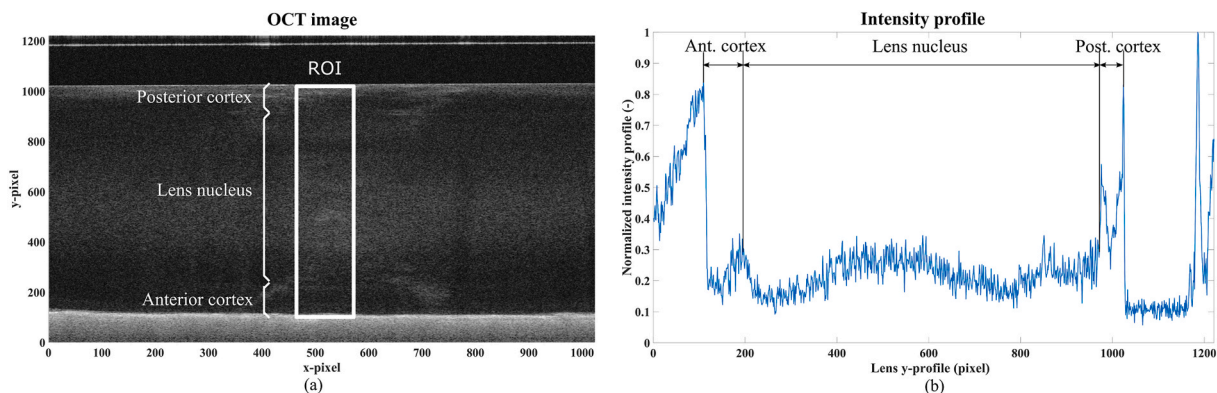 OCT image
1200
1000
800
600
400
200
0
y-pixel
ROI
Posterior cortex
Lens nucleus
Anterior cortex
0 100 200 300 400 500 600 700 800 900 1000
x-pixel
(a)
Intensity profile
1
0.9
0.8
0.7
0.6
0.5
0.4
0.3
0.2
0.1
0
Normalized intensity profile (-)
Ant. cortex
Lens nucleus
Post. cortex
0 200 400 600 800 1000 1200
Lens y-profile (pixel)
(b)